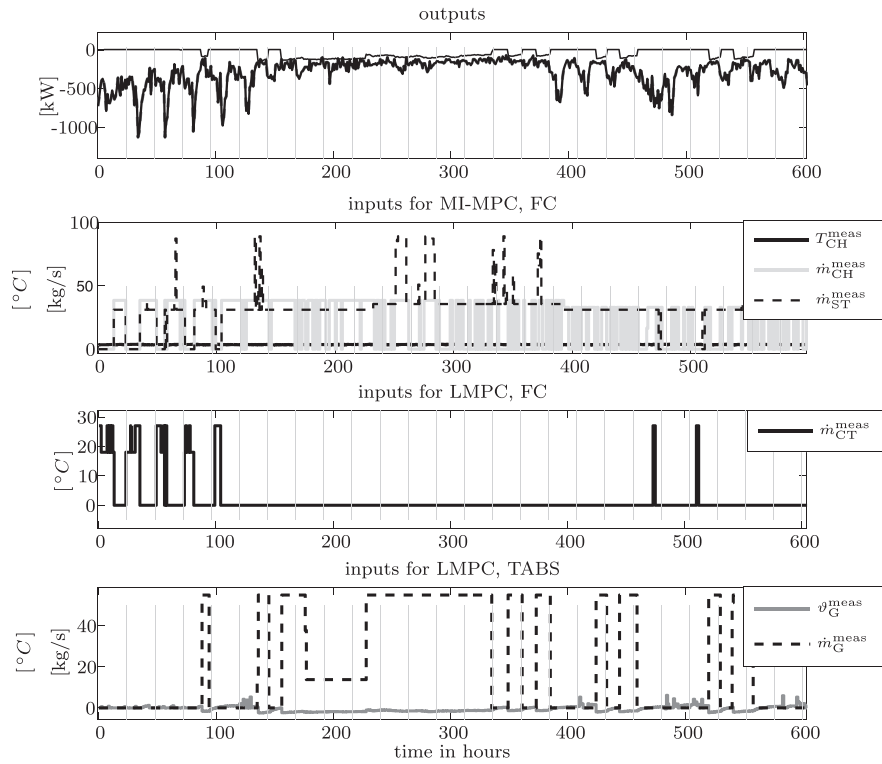 outputs
[kW]
0
-500
-1000
0 100 200 300 400 500 600
inputs for MI-MPC, FC
[°C]
[kg/s]
100
50
0
0 100 200 300 400 500
T_CH^meas
ṁ_CH^meas
ṁ_ST^meas
inputs for LMPC, FC
[°C]
30
20
10
0
0 100 200 300 400 500 600
ṁ_CT^meas
inputs for LMPC, TABS
[°C]
[kg/s]
40
20
0
0 100 200 300 400 500 600
ϑ_G^meas
ṁ_G^meas
time in hours